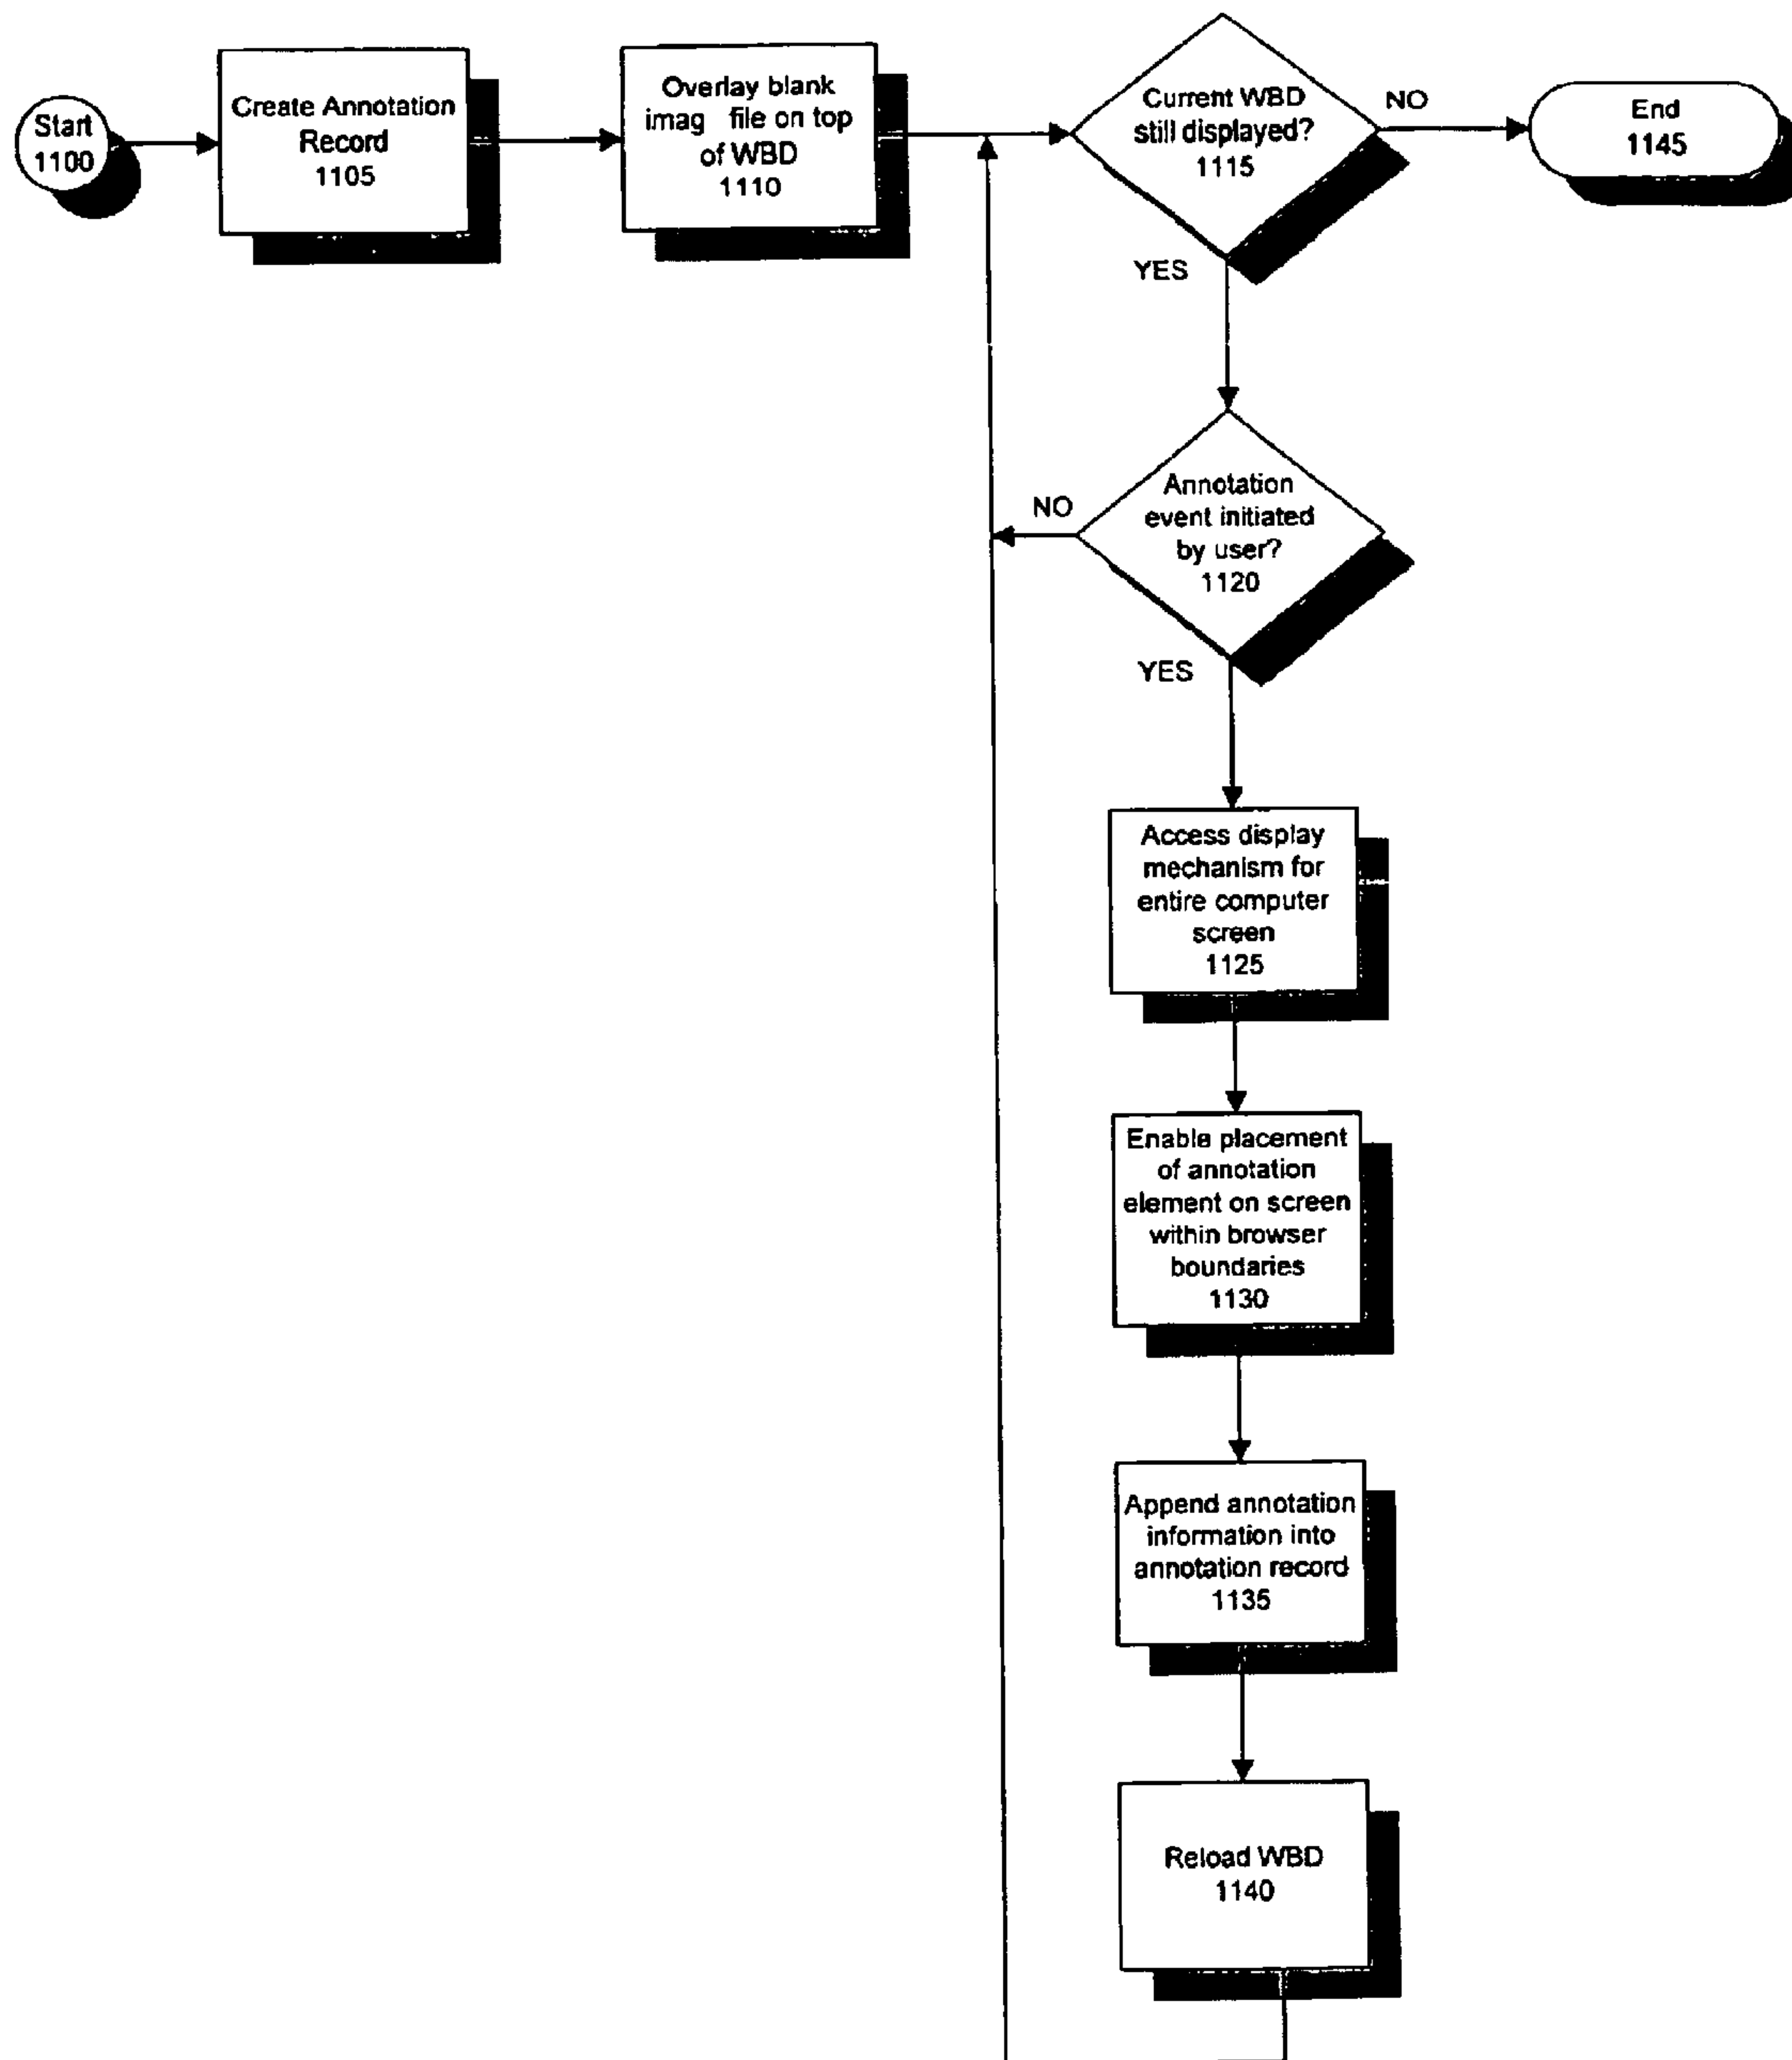 Start
1100
Create Annotation
Record
1105
Overlay blank
imag file on top
of WBD
1110
Current WBD
still displayed?
1115
NO
End
1145
YES
Annotation
event initiated
by user?
1120
NO
YES
Access display
mechanism for
entire computer
screen
1125
Enable placement
of annotation
element on screen
within browser
boundaries
1130
Append annotation
information into
annotation record
1135
Reload WBD
1140